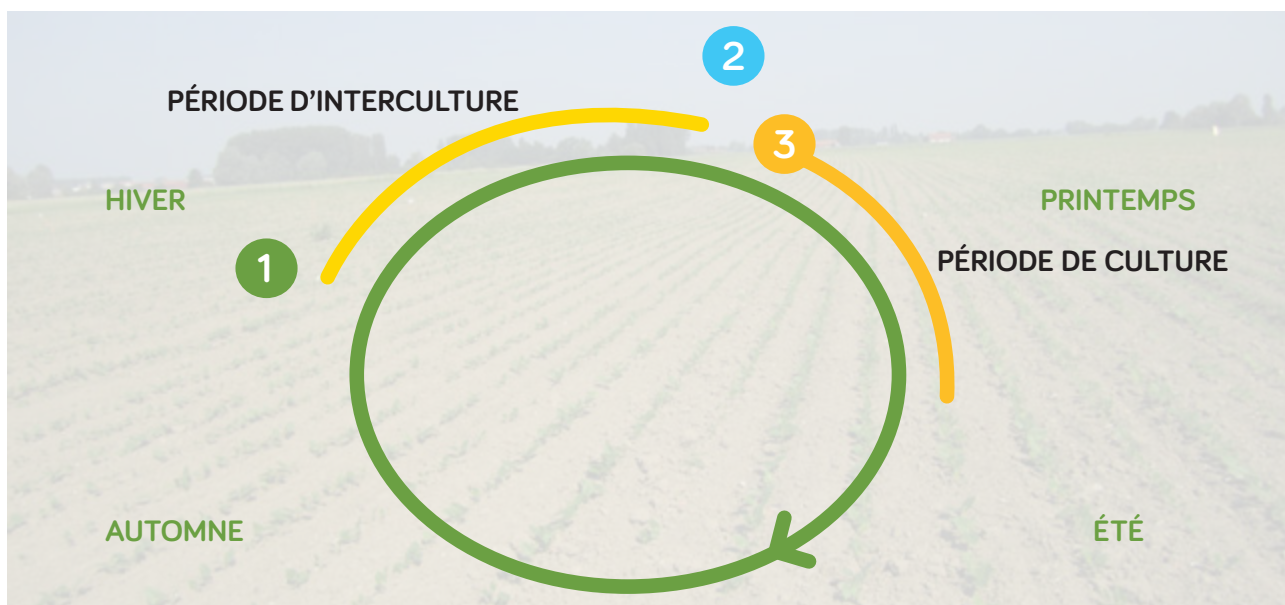 2
PÉRIODE D'INTERCULTURE
3
HIVER
PRINTEMPS
1
PÉRIODE DE CULTURE
AUTOMNE
ÉTÉ